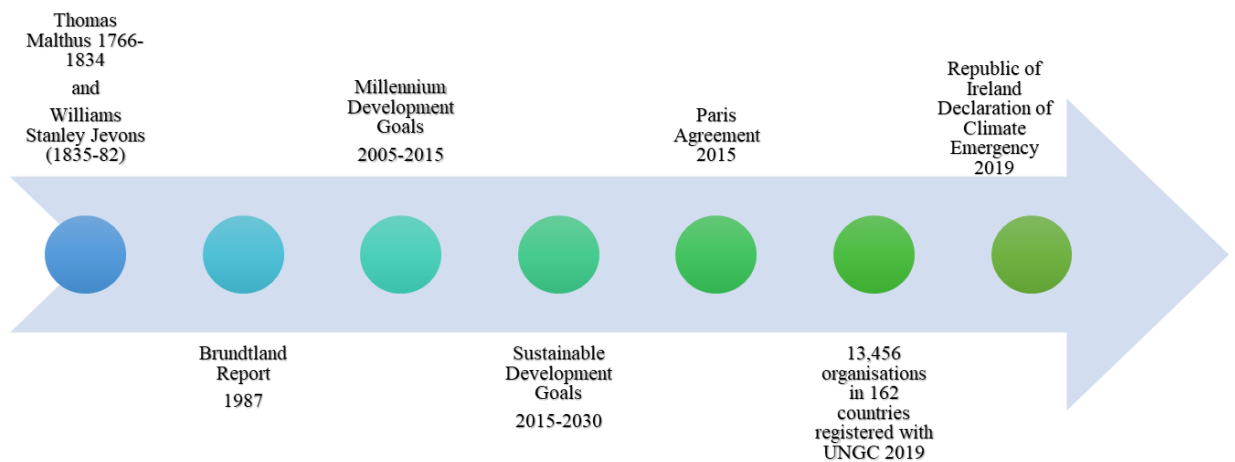 Thomas
Malthus 1766-
1834
and
Williams
Stanley Jevons
(1835-82)
Brundtland
Report
1987
Millennium
Development
Goals
2005-2015
Sustainable
Development
Goals
2015-2030
Paris
Agreement
2015
13,456
organisations
in 162
countries
registered with
UNGC 2019
Republic of
Ireland
Declaration of
Climate
Emergency
2019